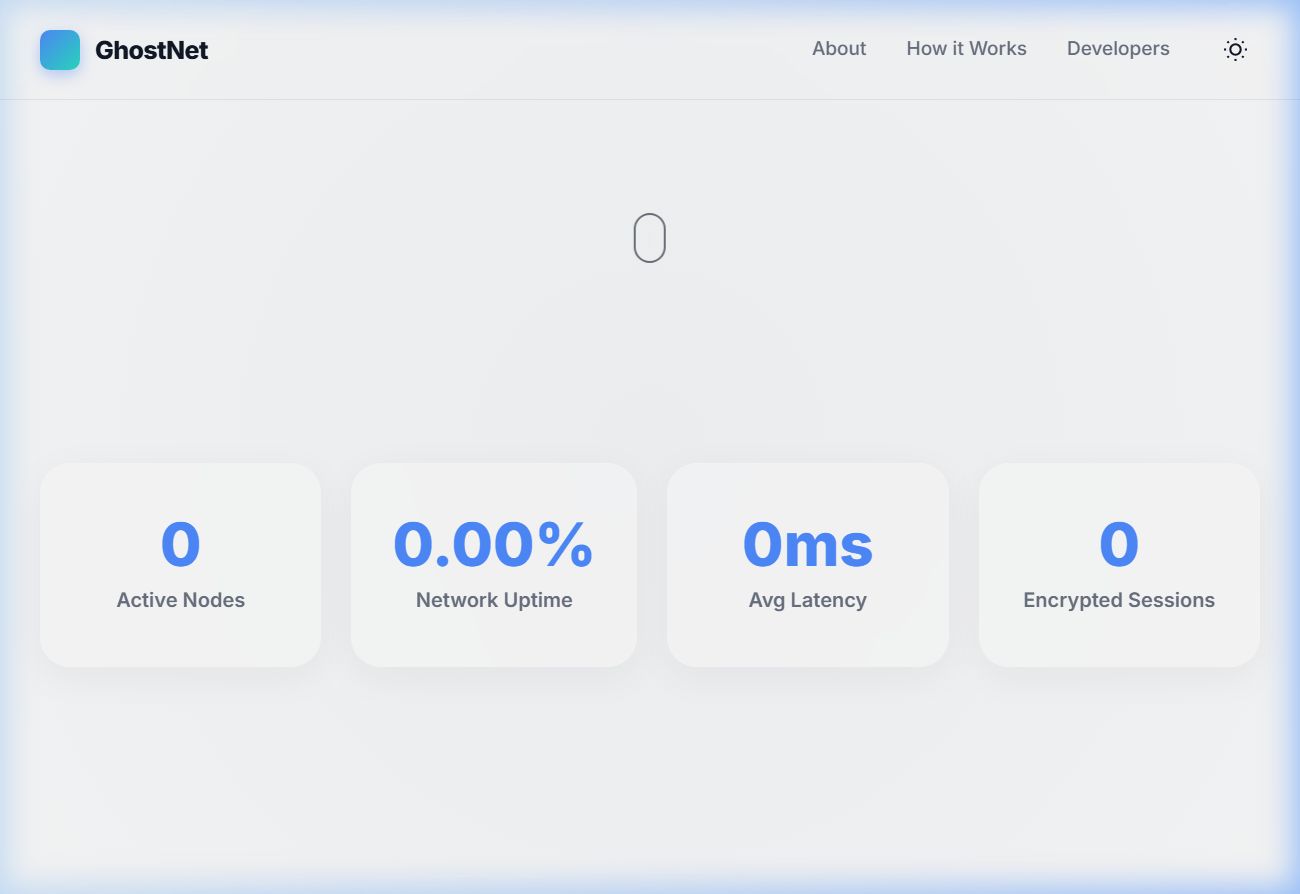 GhostNet
About
How it Works
Developers
0
Active Nodes
0.00%
Network Uptime
0ms
Avg Latency
0
Encrypted Sessions